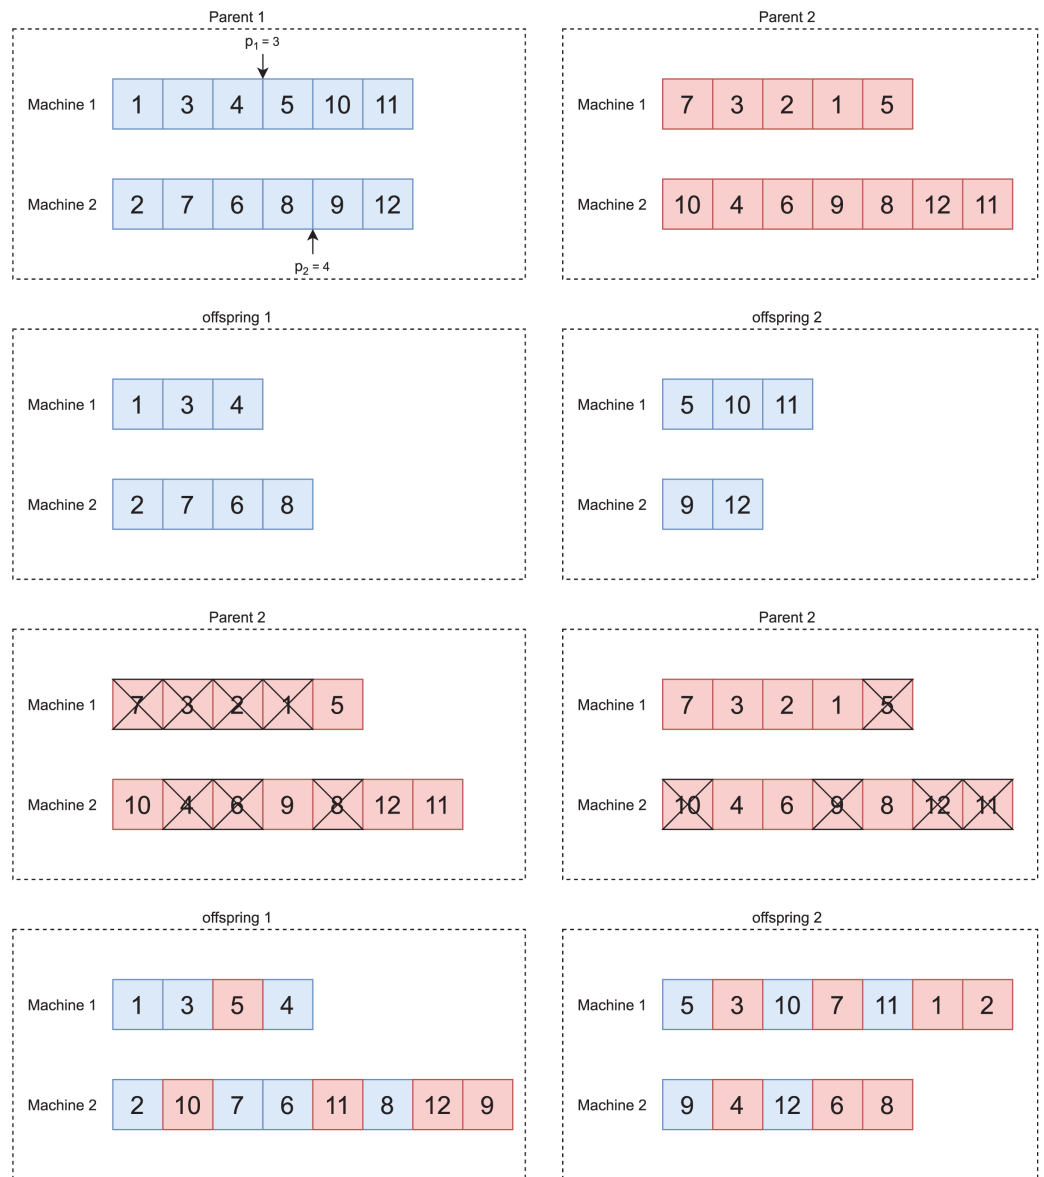 Parent 1
p1 = 3
Machine 1 1 3 4 5 10 11
Machine 2 2 7 6 8 9 12
p2 = 4
Parent 2
Machine 1 7 3 2 1 5
Machine 2 10 4 6 9 8 12 11
offspring 1
Machine 1 1 3 4
Machine 2 2 7 6 8
offspring 2
Machine 1 5 10 11
Machine 2 9 12
Parent 2
Machine 1 7 3 2 1 5
Machine 2 10 4 6 9 8 12 11
Parent 2
Machine 1 7 3 2 1 5
Machine 2 10 4 6 9 8 12 11
offspring 1
Machine 1 1 3 5 4
Machine 2 2 10 7 6 11 8 12 9
offspring 2
Machine 1 5 3 10 7 11 1 2
Machine 2 9 4 12 6 8